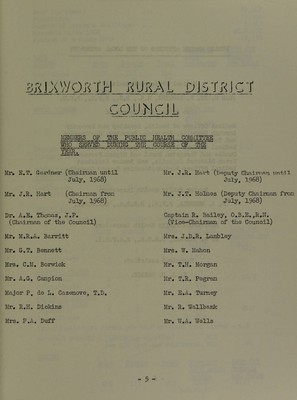 BRIXWORTH RURAL DISTRICT
COUNCIL
MEMBERS OF THE PUBLIC HEALTH COMMITTEE
WHO SERVED DURING THE COURSE OF THE
YEAR.
Mr. E.T. Gardner (Chairman until July, 1968)
Mr. J.R. Hart (Deputy Chairman until July, 1968)
Mr. J.R. Hart (Chairman from July, 1968)
Mr. J.T. Holmes (Deputy Chairman from July, 1968)
Dr. A.E. Thomas, J.P. (Chairman of the Council)
Captain R. Bailey, C.B.E., R.N. (Vice-Chairman of the Council)
Mr. W.R.A. Barritt
Mrs. J.D.R. Lambley
Mr. G.T. Bennett
Mrs. W. Mahon
Mrs. C.M. Borwick
Mr. T.H. Morgan
Mr. A.G. Campion
Mr. T.R. Pegram
Major P. de L. Cazenove, T.D.
Mr. K.A. Turney
Mr. R.H. Dickins
Mr. R. Wallbank
Mrs. P.A. Duff
Mr. W.A. Wells
- 5 -